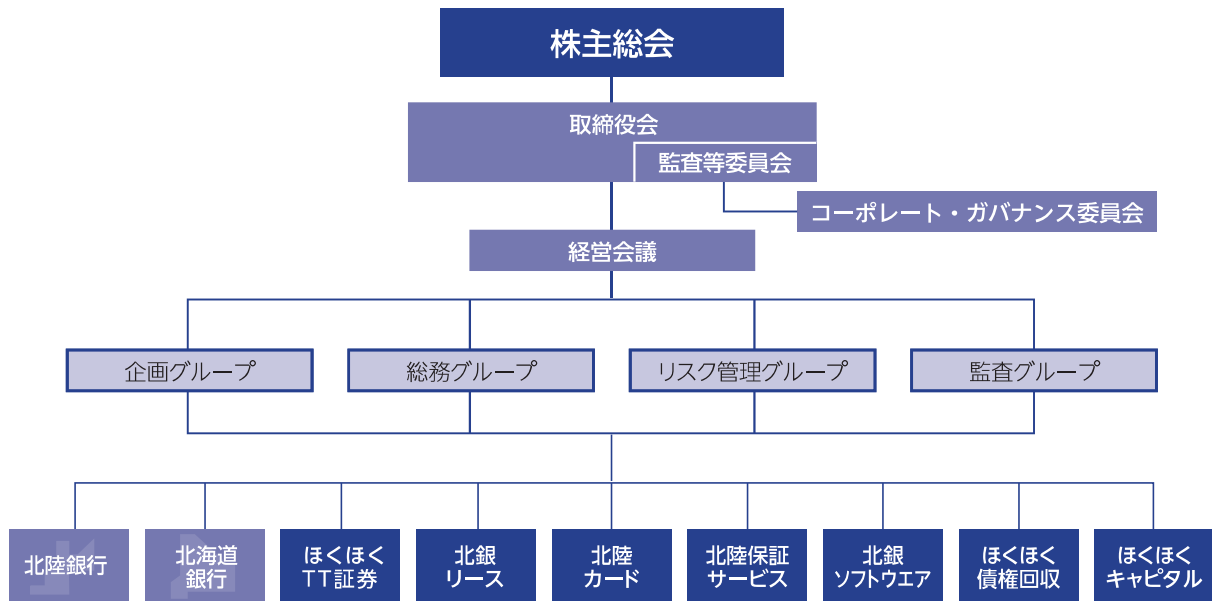 株主総会
取締役会
監査等委員会
コーポレート・ガバナンス委員会
経営会議
企画グループ
総務グループ
リスク管理グループ
監査グループ
北陸銀行
北海道
銀行
ほくほく
TT証券
北銀
リース
北陸
カード
北陸保証
サービス
北銀
ソフトウエア
ほくほく
債権回収
ほくほく
キャピタル